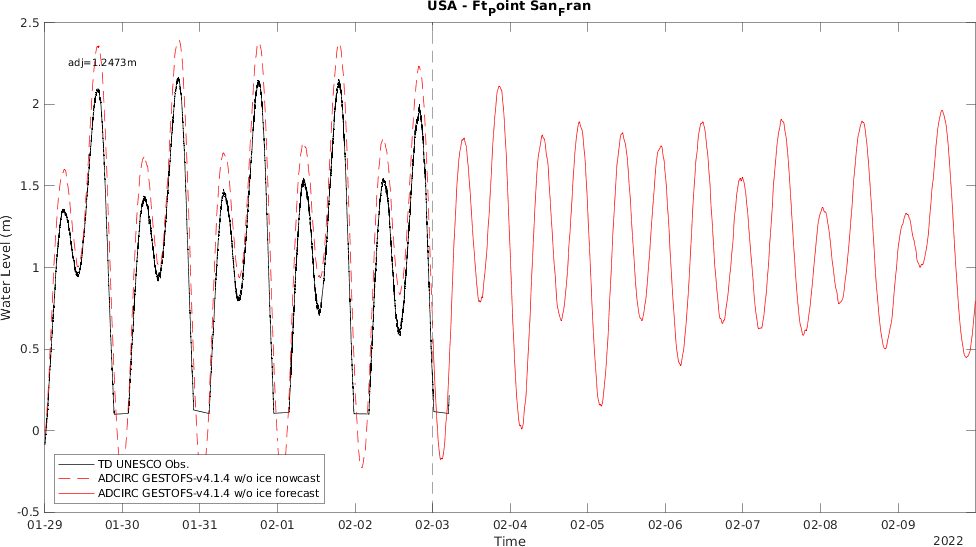 USA - Ft_Point San_Fran
2.5
adj=1.2473m
2
1.5
1
0.5
0
-0.5
Water Level (m)
TD UNESCO Obs.
ADCIRC GESTOFS-v4.1.4 w/o ice nowcast
ADCIRC GESTOFS-v4.1.4 w/o ice forecast
01-29 01-30 01-31 02-01 02-02 02-03 02-04 02-05 02-06 02-07 02-08 02-09
Time
2022